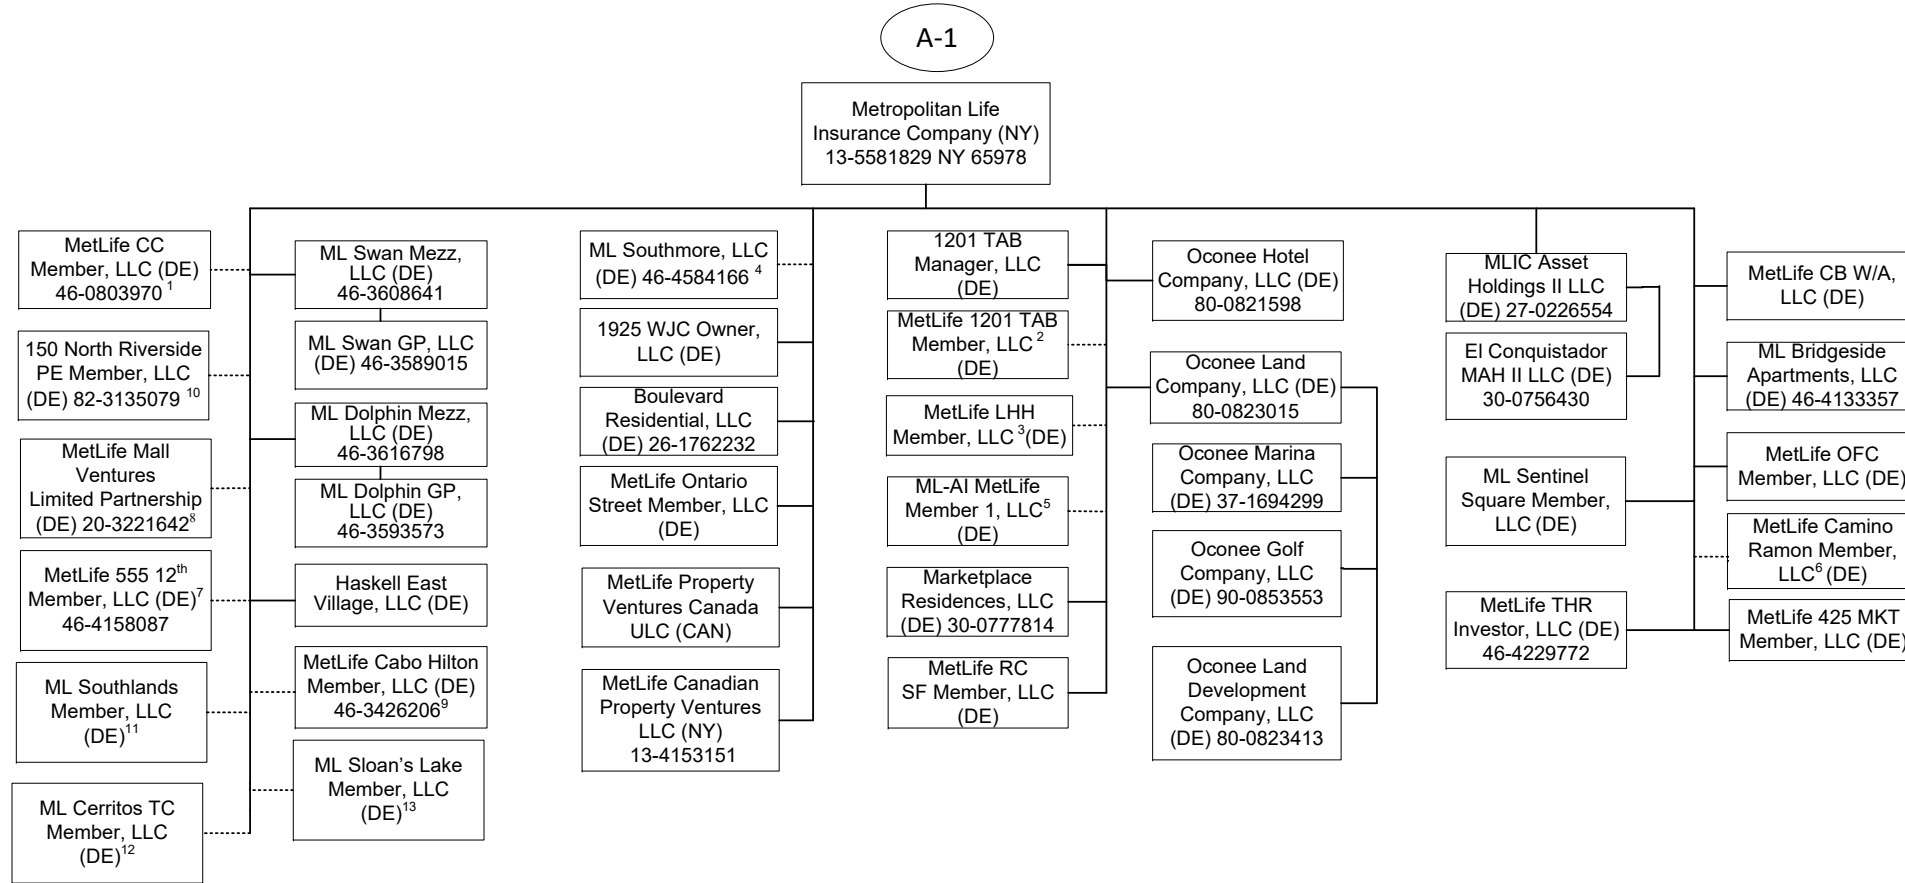 A-1
Metropolitan Life
Insurance Company (NY)
13-5581829 NY 65978
MetLife CC
Member, LLC (DE)
46-0803970 1
150 North Riverside
PE Member, LLC
(DE) 82-3135079 10
MetLife Mall
Ventures
Limited Partnership
(DE) 20-3221642 8
MetLife 555 12th
Member, LLC (DE) 7
46-4158087
ML Southlands
Member, LLC
(DE) 11
ML Cerritos TC
Member, LLC
(DE) 12
ML Swan Mezz,
LLC (DE)
46-3608641
ML Swan GP, LLC
(DE) 46-3589015
ML Dolphin Mezz,
LLC (DE)
46-3616798
ML Dolphin GP,
LLC (DE)
46-3593573
Haskell East
Village, LLC (DE)
MetLife Cabo Hilton
Member, LLC (DE)
46-3426206 9
ML Sloan's Lake
Member, LLC
(DE) 13
ML Southmore, LLC
(DE) 46-4584166 4
1925 WJC Owner,
LLC (DE)
Boulevard
Residential, LLC
(DE) 26-1762232
MetLife Ontario
Street Member, LLC
(DE)
MetLife Property
Ventures Canada
ULC (CAN)
MetLife Canadian
Property Ventures
LLC (NY)
13-4153151
1201 TAB
Manager, LLC
(DE)
MetLife 1201 TAB
Member, LLC 2
(DE)
MetLife LHH
Member, LLC 3 (DE)
ML-AI MetLife
Member 1, LLC 5
(DE)
Marketplace
Residences, LLC
(DE) 30-0777814
MetLife RC
SF Member, LLC
(DE)
Oconee Hotel
Company, LLC (DE)
80-0821598
Oconee Land
Company, LLC (DE)
80-0823015
Oconee Marina
Company, LLC
(DE) 37-1694299
Oconee Golf
Company, LLC
(DE) 90-0853553
Oconee Land
Development
Company, LLC
(DE) 80-0823413
MLIC Asset
Holdings II LLC
(DE) 27-0226554
El Conquistador
MAH II LLC (DE)
30-0756430
ML Sentinel
Square Member,
LLC (DE)
MetLife THR
Investor, LLC (DE)
46-4229772
MetLife CB W/A,
LLC (DE)
ML Bridgeside
Apartments, LLC
(DE) 46-4133357
MetLife OFC
Member, LLC (DE)
MetLife Camino
Ramon Member,
LLC 6 (DE)
MetLife 425 MKT
Member, LLC (DE)